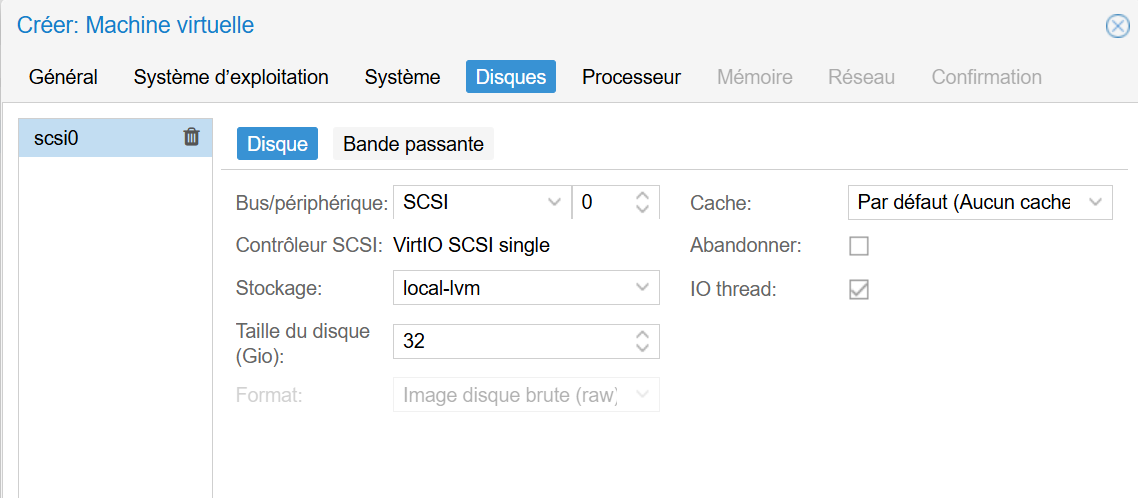 Créer: Machine virtuelle
Général Système d'exploitation Système Disques Processeur Mémoire Réseau Confirmation
scsi0
Disque Bande passante
Bus/périphérique: SCSI 0 Cache: Par défaut (Aucun cache
Contrôleur SCSI: VirtIO SCSI single Abandonner:
Stockage: local-lvm IO thread:
Taille du disque
(Gio): 32
Format: Image disque brute (raw)